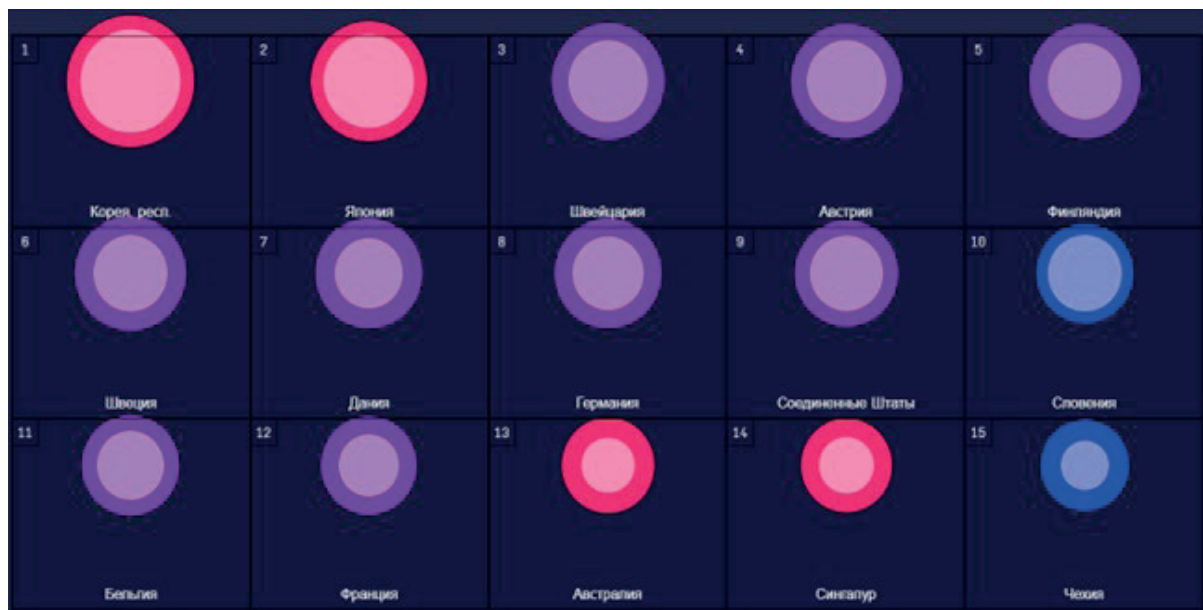 1 2 3 4 5
Корея, респ. Япония Швейцария Австрия Финляндия
6 7 8 9 10
Швеция Дания Германия Соединенные Штаты Словения
11 12 13 14 15
Бельгия Франция Австралия Сингапур Чехия